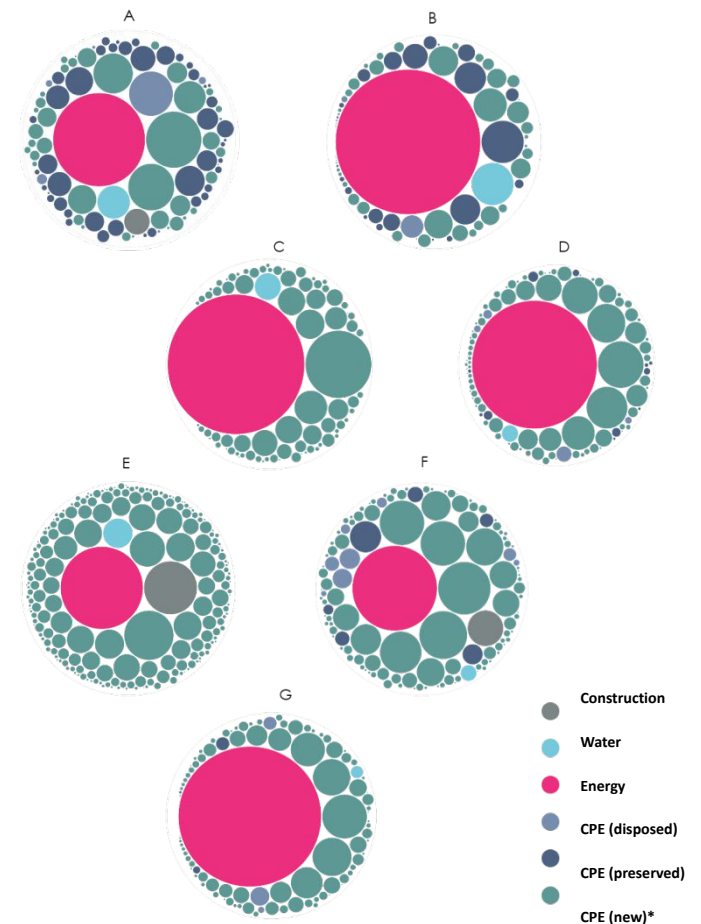 A
B
C
D
E
F
G
Construction
Water
Energy
CPE (disposed)
CPE (preserved)
CPE (new)*